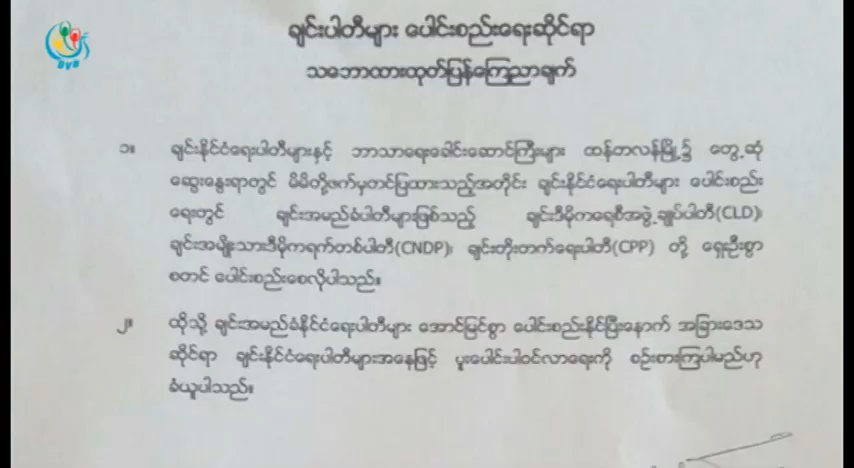 DVB
ချင်းပါတီများ ပေါင်းစည်းရေးဆိုင်ရာ
သဘောထားထုတ်ပြန်ကြေညာချက်
၁။ ချင်းနိုင်ငံရေးပါတီများနှင့် ဘာသာရေးခေါင်းဆောင်ကြီးများ ထန်တလန်မြို့၌ တွေ့ဆုံ
ဆွေးနွေးရာတွင် မိမိတို့ဖက်မှတင်ပြထားသည့်အတိုင်း ချင်းနိုင်ငံရေးပါတီများ ပေါင်းစည်း
ရေးတွင် ချင်းအမည်ခံပါတီများဖြစ်သည့် ချင်းဒီမိုကရေစီအဖွဲ့ချုပ်ပါတီ(CLD)၊
ချင်းအမျိုးသားဒီမိုကရက်တစ်ပါတီ(CNDP)၊ ချင်းတိုးတက်ရေးပါတီ(CPP) တို့ ရှေးဦးစွာ
စတင် ပေါင်းစည်းစေလိုပါသည်။
၂။ ထိုသို့ ချင်းအမည်ခံနိုင်ငံရေးပါတီများ အောင်မြင်စွာ ပေါင်းစည်းနိုင်ပြီးနောက် အခြားဒေသ
ဆိုင်ရာ ချင်းနိုင်ငံရေးပါတီများအနေဖြင့် ပူးပေါင်းပါဝင်လာရေးကို စဉ်းစားကြပါမည်ဟု
ခံယူပါသည်။